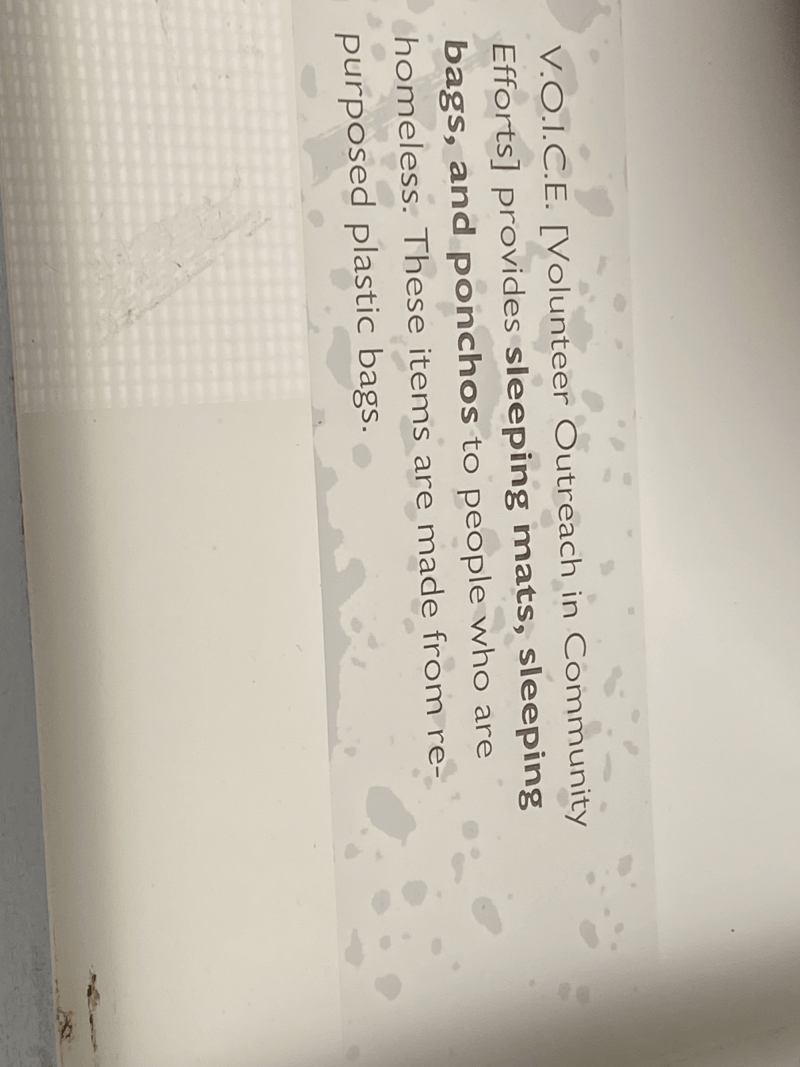 V.O.I.C.E. [Volunteer Outreach in Community
Efforts] provides sleeping mats, sleeping
bags, and ponchos to people who are
homeless. These items are made from re-
purposed plastic bags.